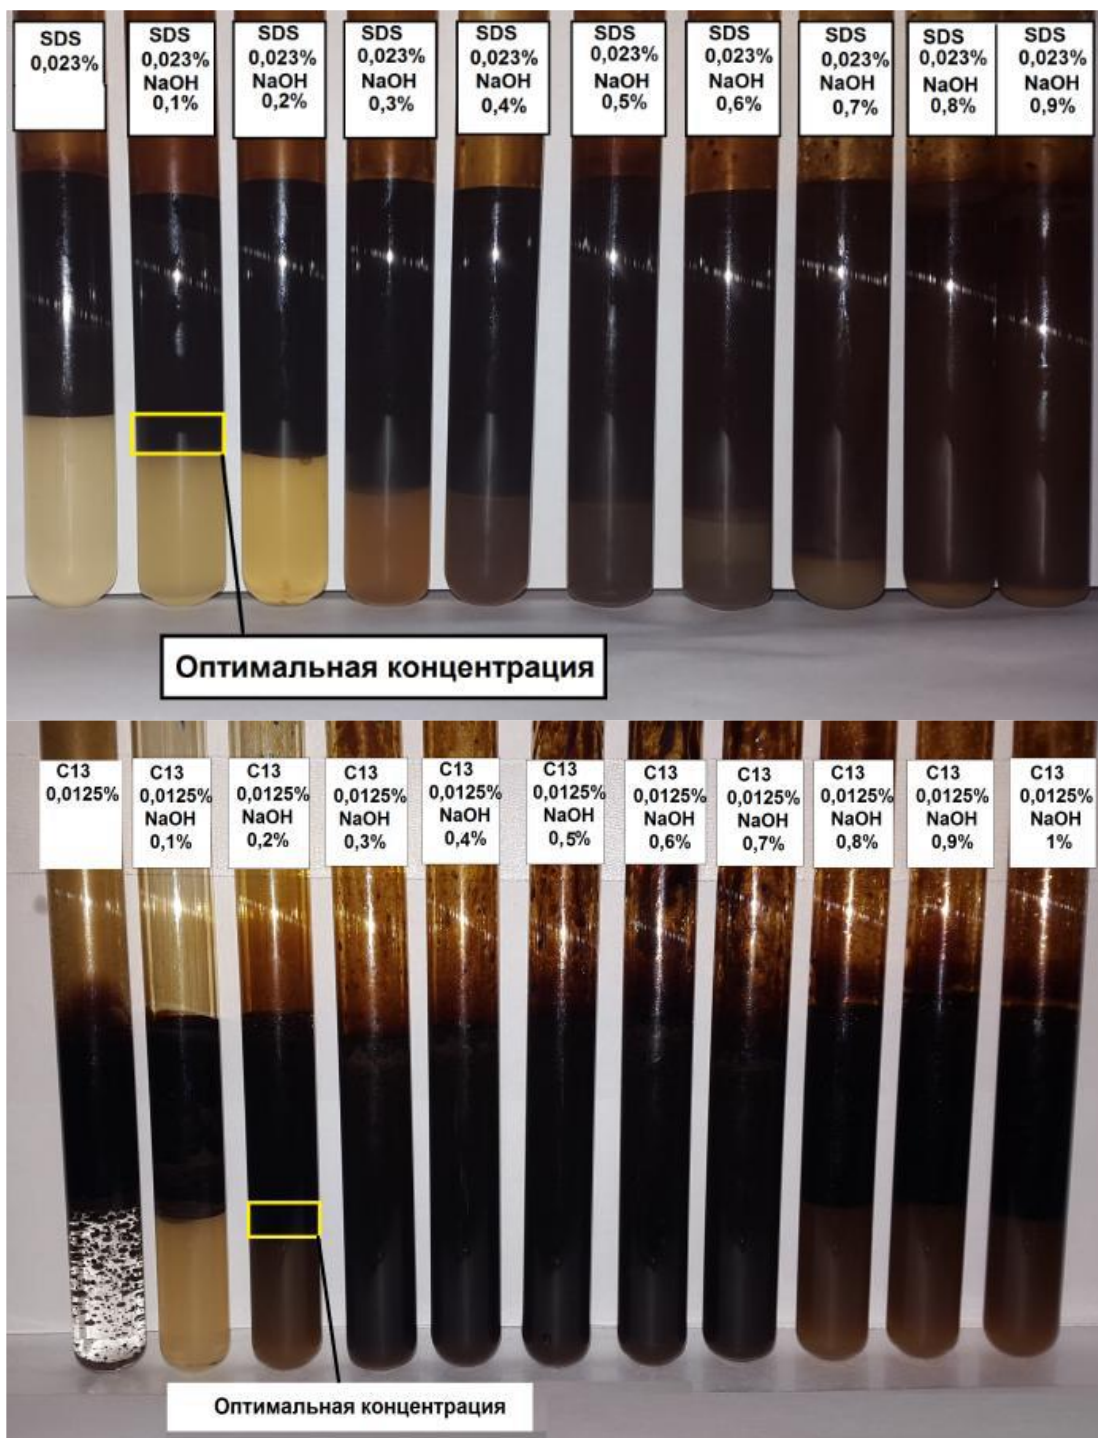 SDS
0,023%
SDS
0,023%
NaOH
0,1%
SDS
0,023%
NaOH
0,2%
SDS
0,023%
NaOH
0,3%
SDS
0,023%
NaOH
0,4%
SDS
0,023%
NaOH
0,5%
SDS
0,023%
NaOH
0,6%
SDS
0,023%
NaOH
0,7%
SDS
0,023%
NaOH
0,8%
SDS
0,023%
NaOH
0,9%
Оптимальная концентрация
C13
0,0125%
C13
0,0125%
NaOH
0,1%
C13
0,0125%
NaOH
0,2%
C13
0,0125%
NaOH
0,3%
C13
0,0125%
NaOH
0,4%
C13
0,0125%
NaOH
0,5%
C13
0,0125%
NaOH
0,6%
C13
0,0125%
NaOH
0,7%
C13
0,0125%
NaOH
0,8%
C13
0,0125%
NaOH
0,9%
C13
0,0125%
NaOH
1%
Оптимальная концентрация